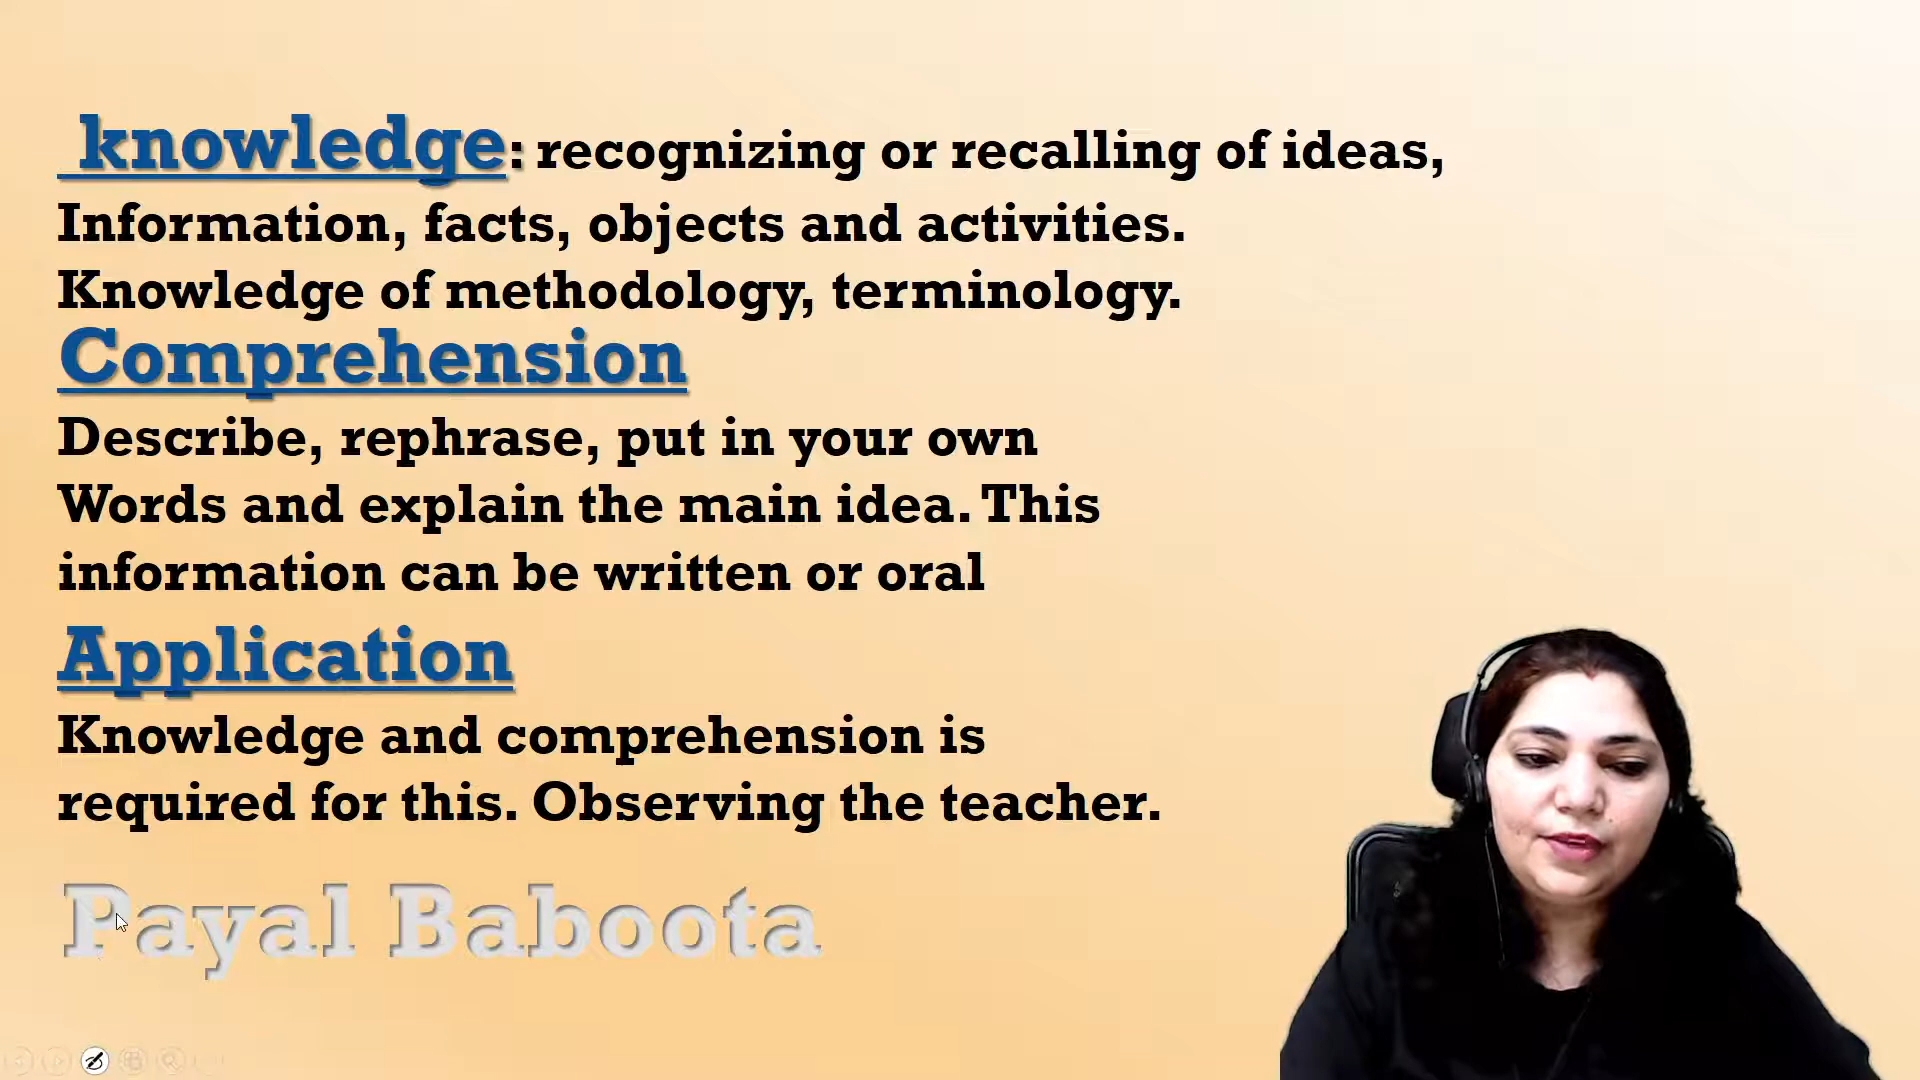 knowledge: recognizing or recalling of ideas,
Information, facts, objects and activities.
Knowledge of methodology, terminology.
Comprehension
Describe, rephrase, put in your own
Words and explain the main idea. This
information can be written or oral
Application
Knowledge and comprehension is
required for this. Observing the teacher.
Payal Baboota